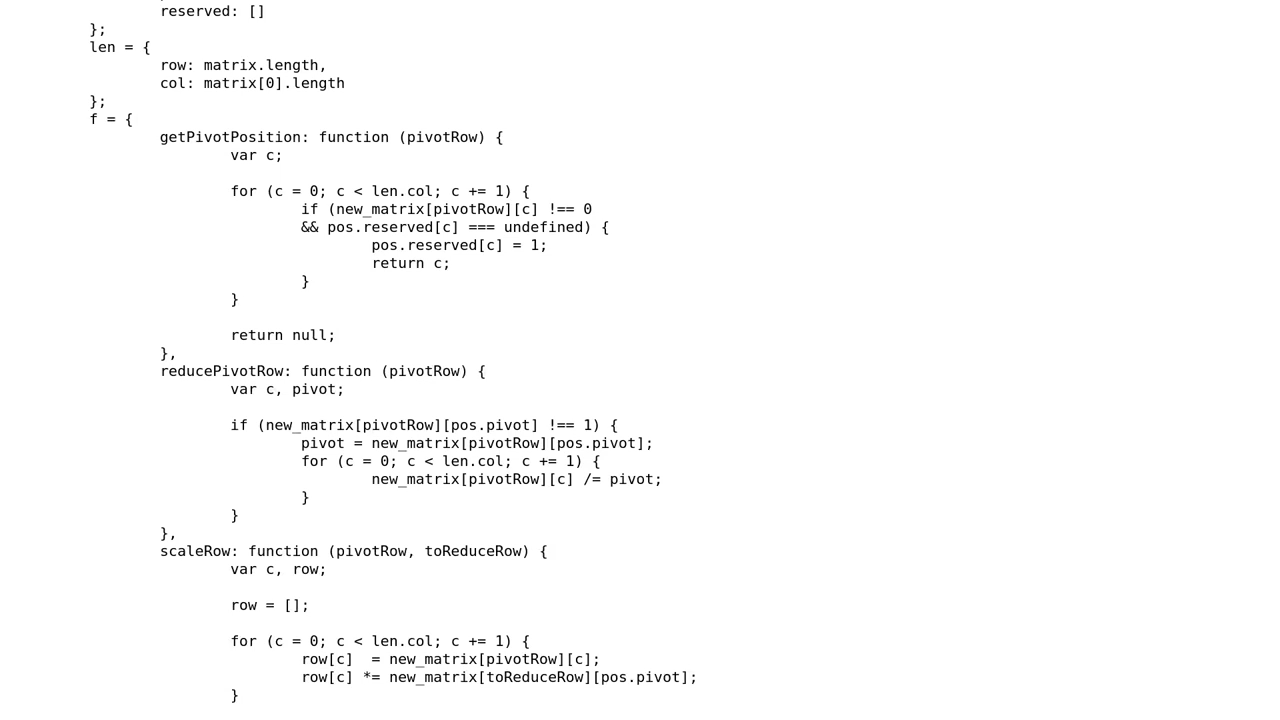 reserved: []
};
len = {
row: matrix.length,
col: matrix[0].length
};
f = {
getPivotPosition: function (pivotRow) {
var c;
for (c = 0; c < len.col; c += 1) {
if (new_matrix[pivotRow][c] !== 0
&& pos.reserved[c] === undefined) {
pos.reserved[c] = 1;
return c;
}
}
return null;
},
reducePivotRow: function (pivotRow) {
var c, pivot;
if (new_matrix[pivotRow][pos.pivot] !== 1) {
pivot = new_matrix[pivotRow][pos.pivot];
for (c = 0; c < len.col; c += 1) {
new_matrix[pivotRow][c] /= pivot;
}
}
},
scaleRow: function (pivotRow, toReduceRow) {
var c, row;
row = [];
for (c = 0; c < len.col; c += 1) {
row[c]  = new_matrix[pivotRow][c];
row[c] *= new_matrix[toReduceRow][pos.pivot];
}